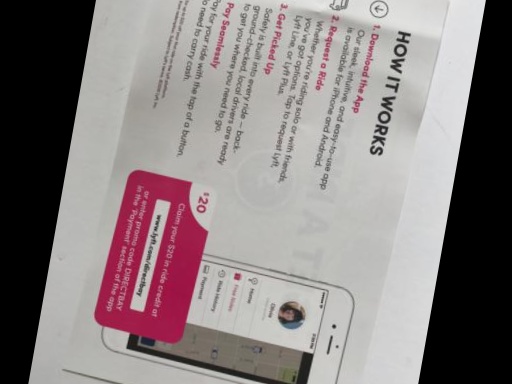 HOW IT WORKS
1. Download the App
Our sleek, intuitive, and easy-to-use app
is available for iPhone and Android.
2. Request a Ride
Whether you're riding solo or with friends,
you've got options. Tap to request Lyft,
Lyft Line, or Lyft Plus.
3. Get Picked Up
Safety is built into every ride – back-
ground-checked, local drivers are ready
to get you where you need to go.
Pay Seamlessly
Pay for your ride with the tap of a button.
need to carry cash.
$20
Claim your $20 in ride credit at
www.lyft.com/directbay
or enter promo code DIRECTBAY
in the 'Payment' section of the app
Home
Free Rides
Ride History
Payment